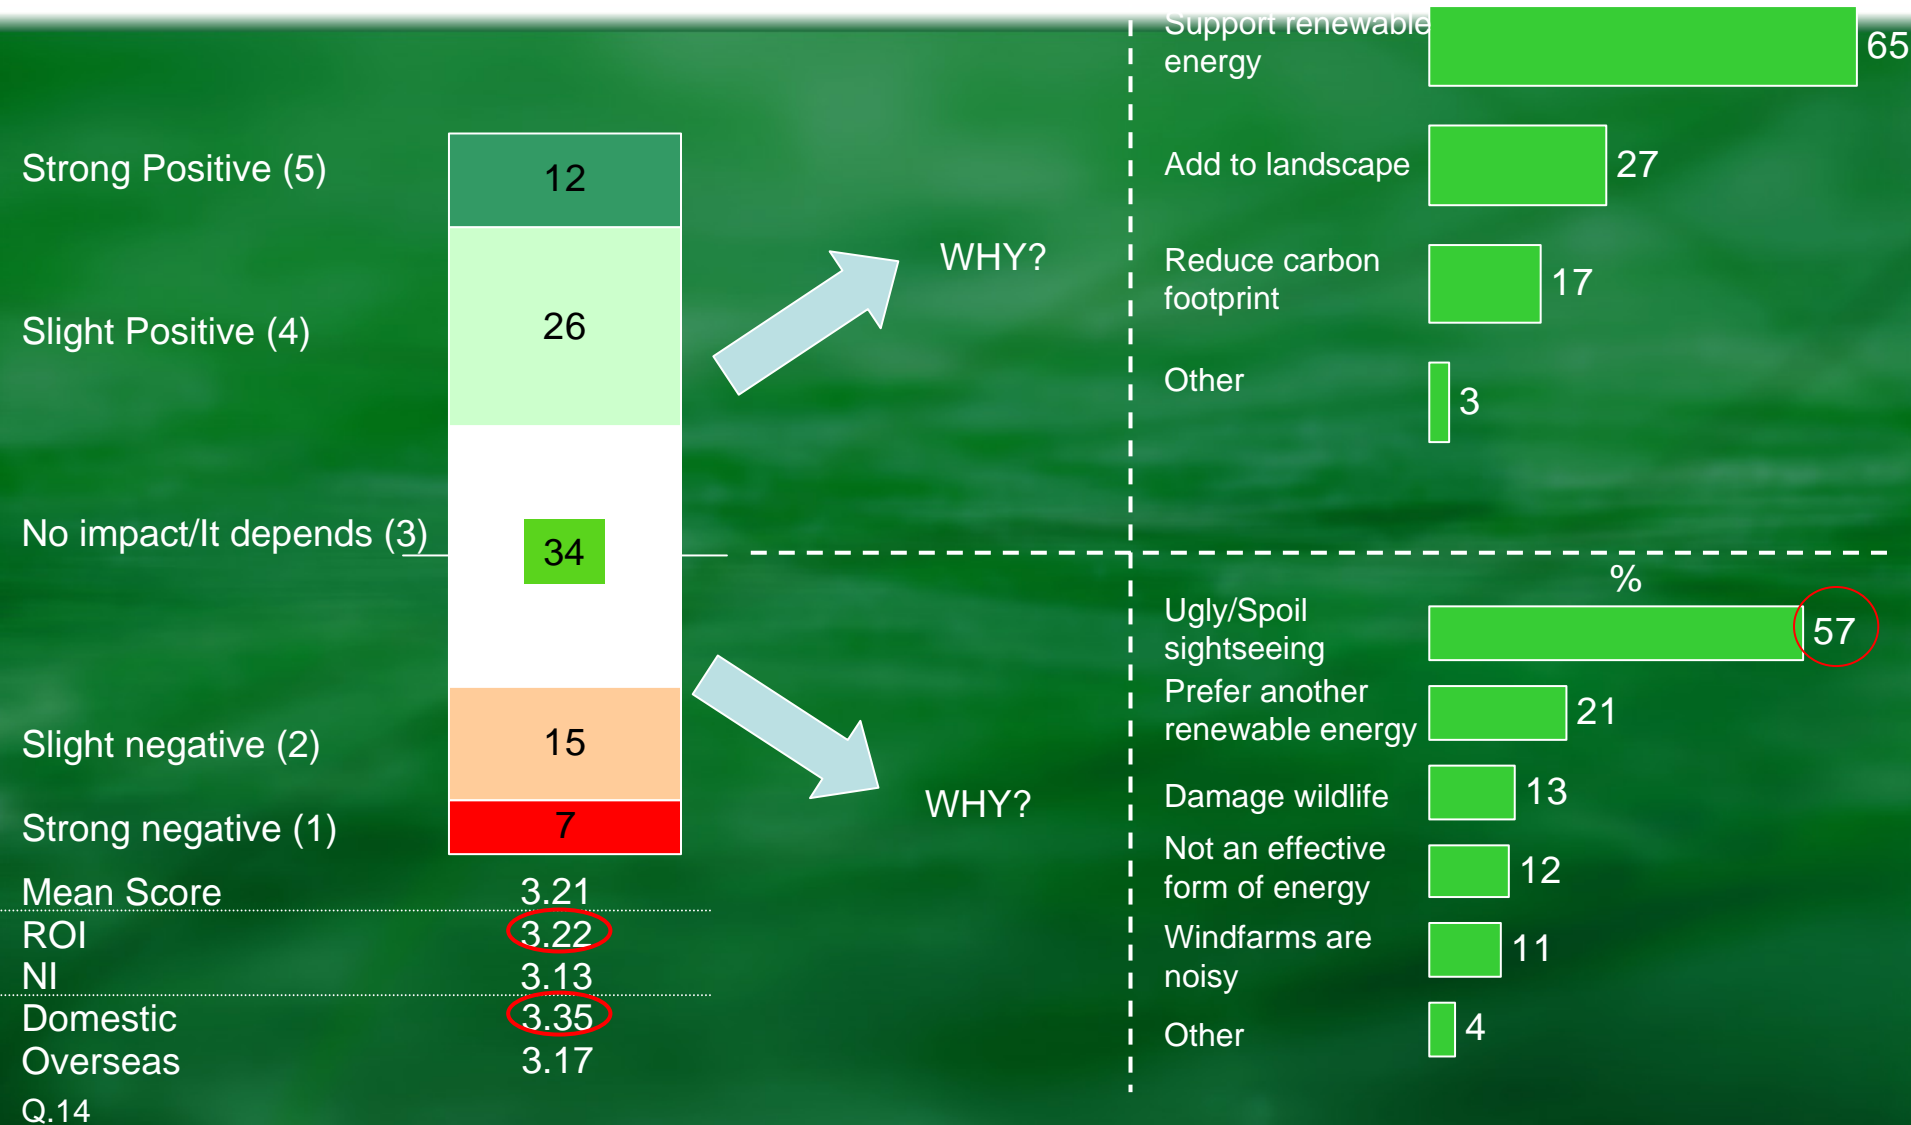 Strong Positive (5)
12
Slight Positive (4)
26
No impact/It depends (3)
34
Slight negative (2)
15
Strong negative (1)
7
Mean Score 3.21
ROI 3.22
NI 3.13
Domestic 3.35
Overseas 3.17
Q.14
WHY?
WHY?
Support renewable
energy
65
Add to landscape
27
Reduce carbon
footprint
17
Other
3
%
Ugly/Spoil
sightseeing
57
Prefer another
renewable energy
21
Damage wildlife
13
Not an effective
form of energy
12
Windfarms are
noisy
11
Other
4